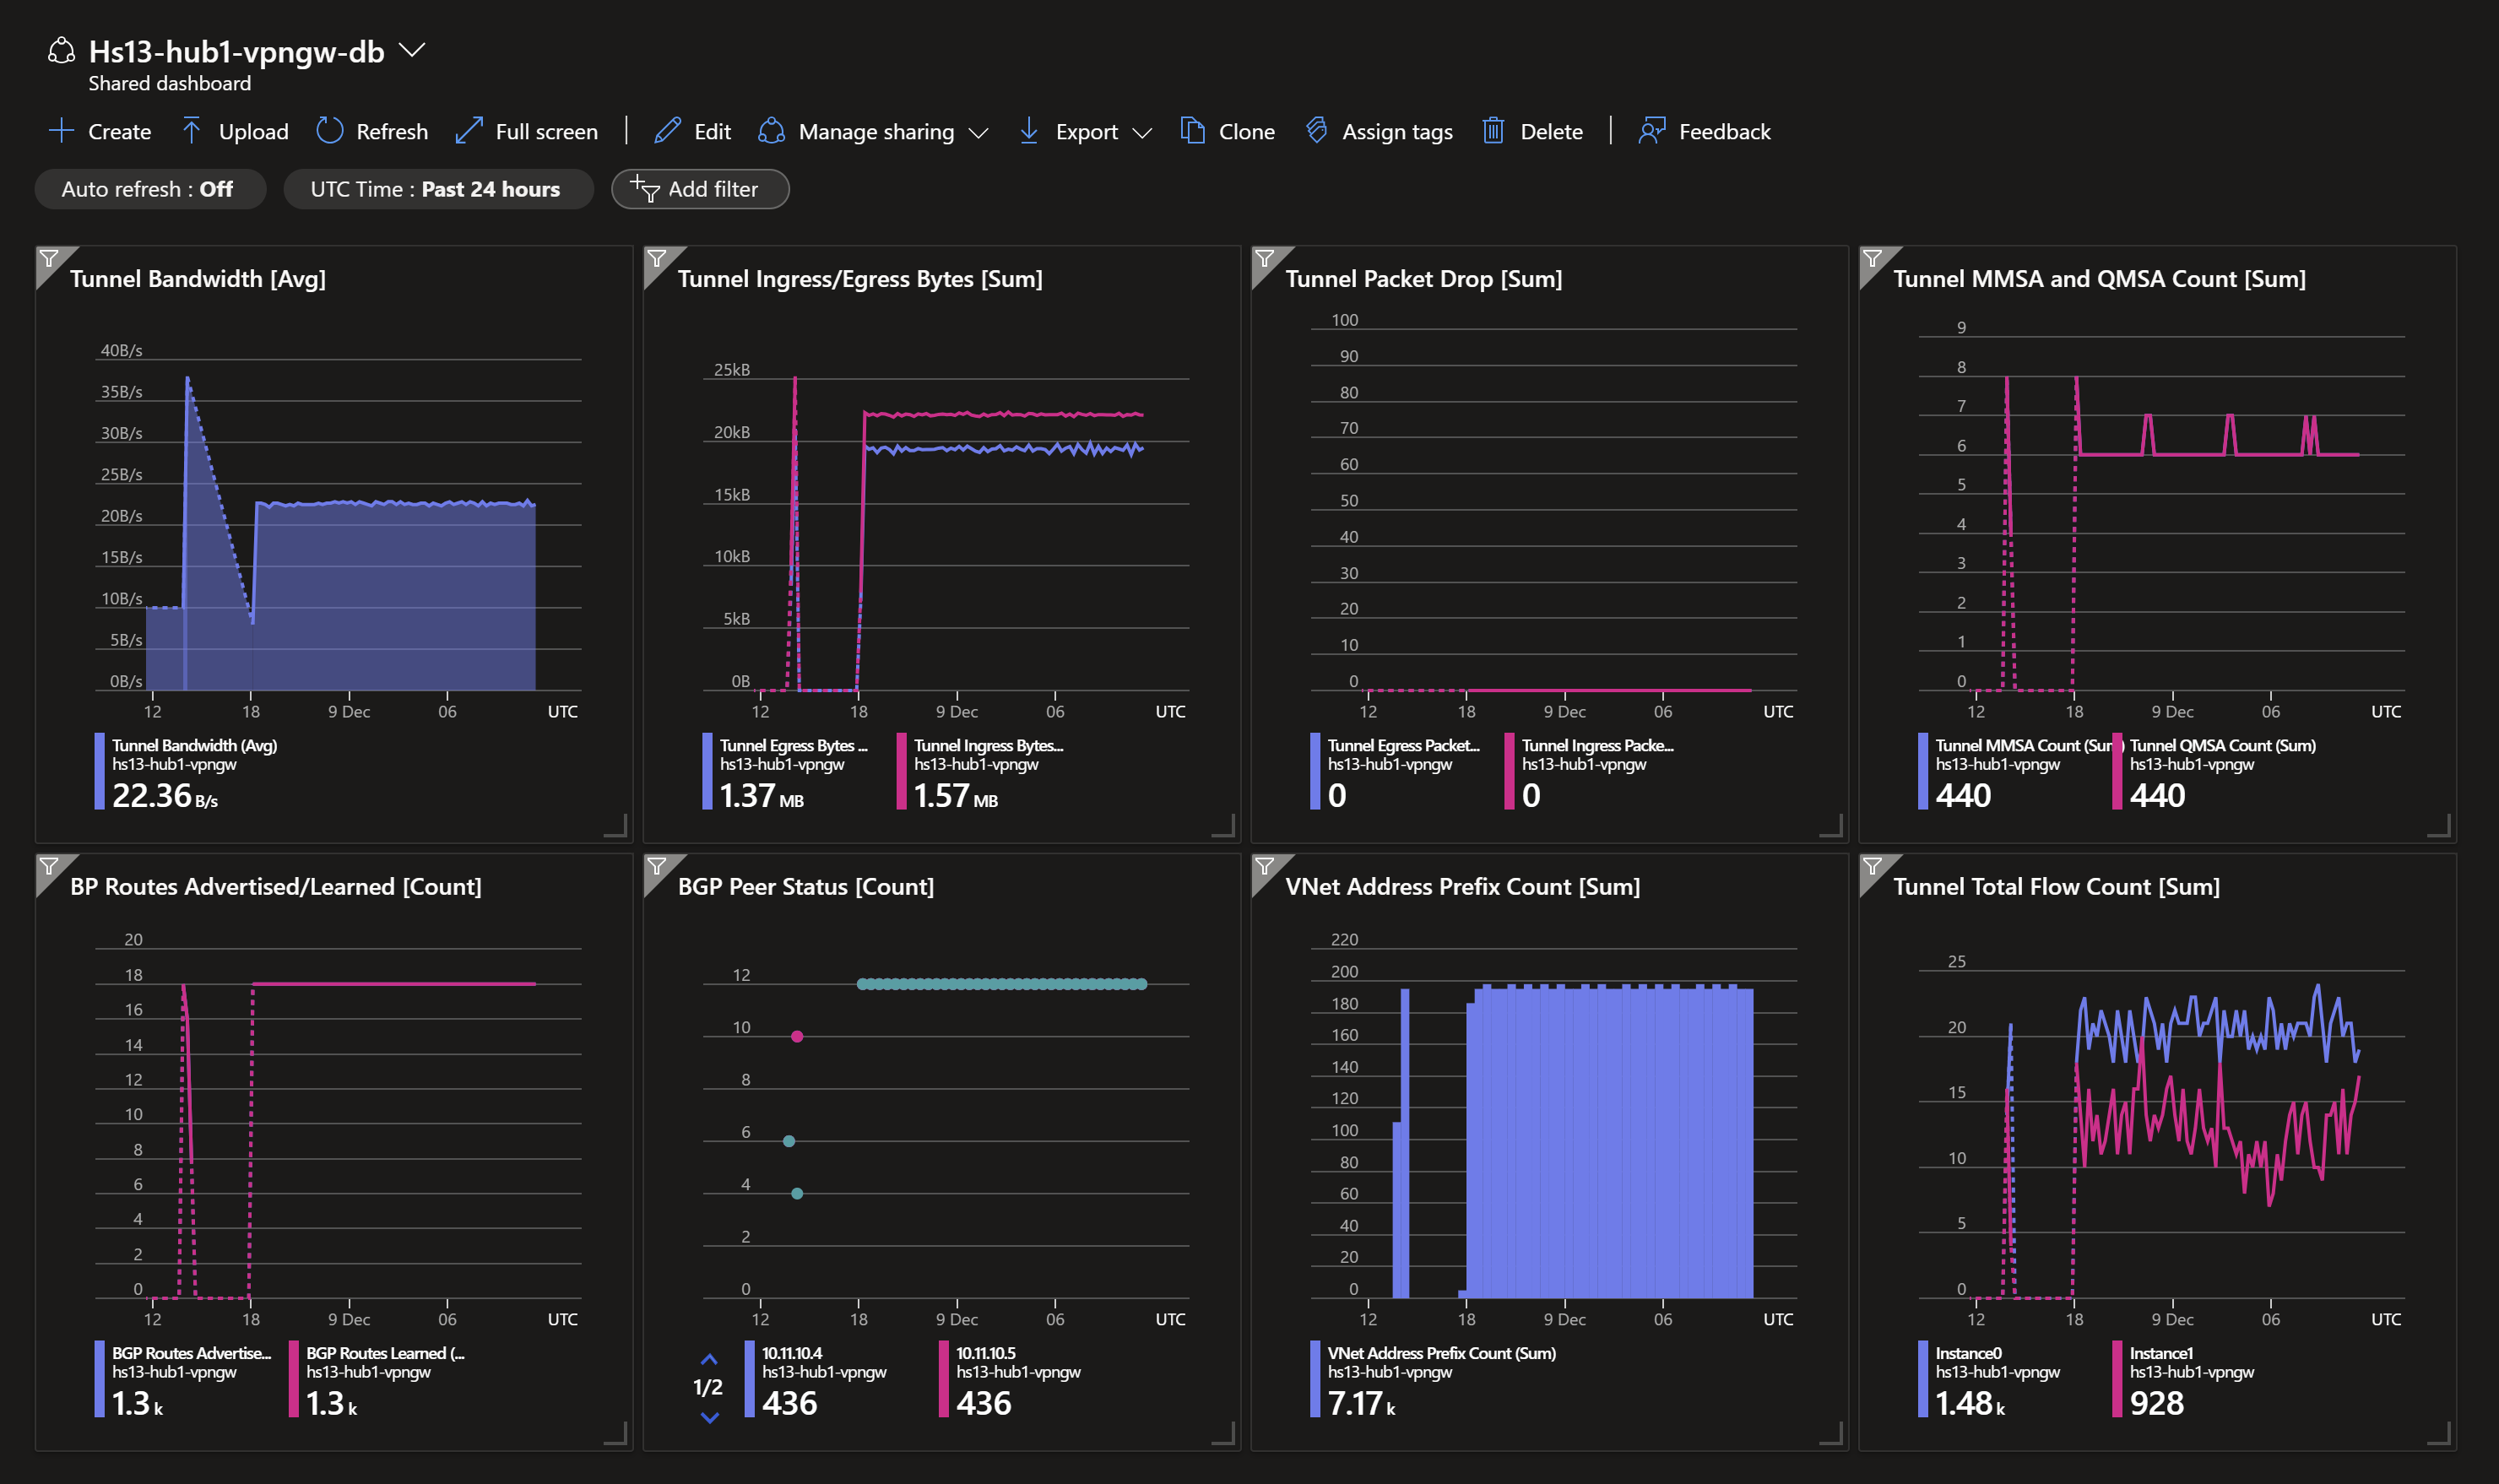 Hs13-hub1-vpngw-db
Shared dashboard
Create Upload Refresh Full screen Edit Manage sharing Export Clone Assign tags Delete Feedback
Auto refresh : Off UTC Time : Past 24 hours Add filter
Tunnel Bandwidth [Avg]
40B/s
35B/s
30B/s
25B/s
20B/s
15B/s
10B/s
5B/s
0B/s
12 18 9 Dec 06 UTC
Tunnel Bandwidth (Avg)
hs13-hub1-vpngw
22.36 B/s
Tunnel Ingress/Egress Bytes [Sum]
25kB
20kB
15kB
10kB
5kB
0B
12 18 9 Dec 06 UTC
Tunnel Egress Bytes ... Tunnel Ingress Bytes...
hs13-hub1-vpngw hs13-hub1-vpngw
1.37 MB 1.57 MB
Tunnel Packet Drop [Sum]
100
90
80
70
60
50
40
30
20
10
0
12 18 9 Dec 06 UTC
Tunnel Egress Packet... Tunnel Ingress Packe...
hs13-hub1-vpngw hs13-hub1-vpngw
0 0
Tunnel MMSA and QMSA Count [Sum]
9
8
7
6
5
4
3
2
1
0
12 18 9 Dec 06 UTC
Tunnel MMSA Count (Sum) Tunnel QMSA Count (Sum)
hs13-hub1-vpngw hs13-hub1-vpngw
440 440
BP Routes Advertised/Learned [Count]
20
18
16
14
12
10
8
6
4
2
0
12 18 9 Dec 06 UTC
BGP Routes Advertise... BGP Routes Learned (...
hs13-hub1-vpngw hs13-hub1-vpngw
1.3 k 1.3 k
BGP Peer Status [Count]
12
10
8
6
4
2
0
12 18 9 Dec 06 UTC
1/2
10.11.10.4 10.11.10.5
hs13-hub1-vpngw hs13-hub1-vpngw
436 436
VNet Address Prefix Count [Sum]
220
200
180
160
140
120
100
80
60
40
20
0
12 18 9 Dec 06 UTC
VNet Address Prefix Count (Sum)
hs13-hub1-vpngw
7.17 k
Tunnel Total Flow Count [Sum]
25
20
15
10
5
0
12 18 9 Dec 06 UTC
Instance0 Instance1
hs13-hub1-vpngw hs13-hub1-vpngw
1.48 k 928